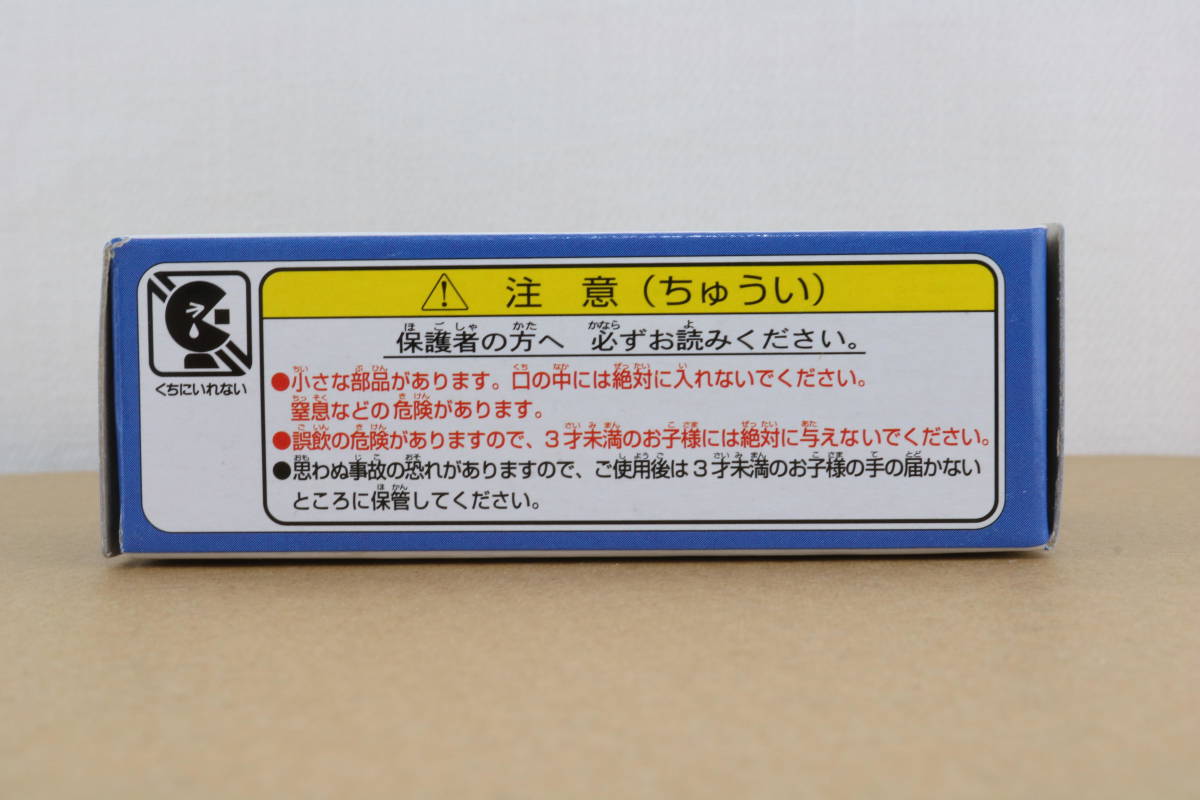 くちにいれない
注 意（ちゅうい）
保護者の方へ 必ずお読みください。
●小さな部品があります。口の中には絶対に入れないでください。
窒息などの危険があります。
●誤飲の危険がありますので、3才未満のお子様には絶対に与えないでください。
●思わぬ事故の恐れがありますので、ご使用後は3才未満のお子様の手の届かない
ところに保管してください。